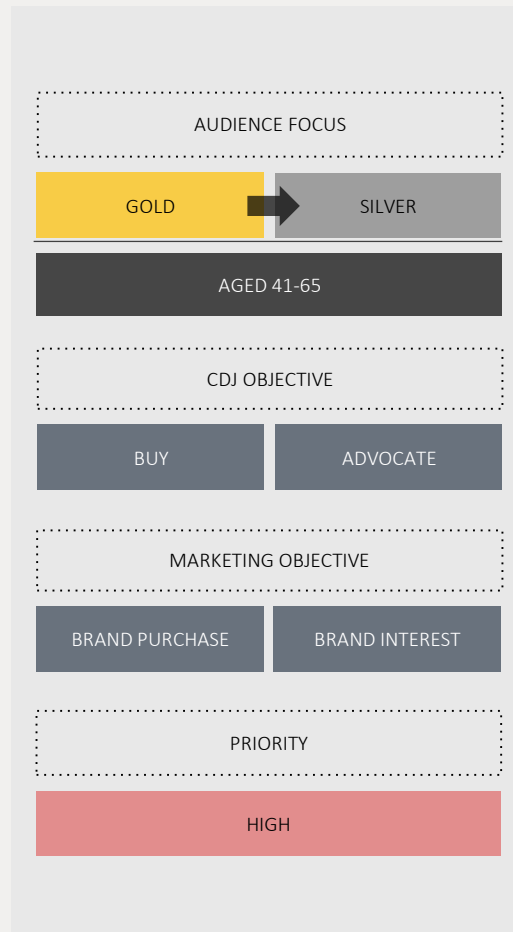 AUDIENCE FOCUS
GOLD
SILVER
AGED 41-65
CDJ OBJECTIVE
BUY
ADVOCATE
MARKETING OBJECTIVE
BRAND PURCHASE
BRAND INTEREST
PRIORITY
HIGH